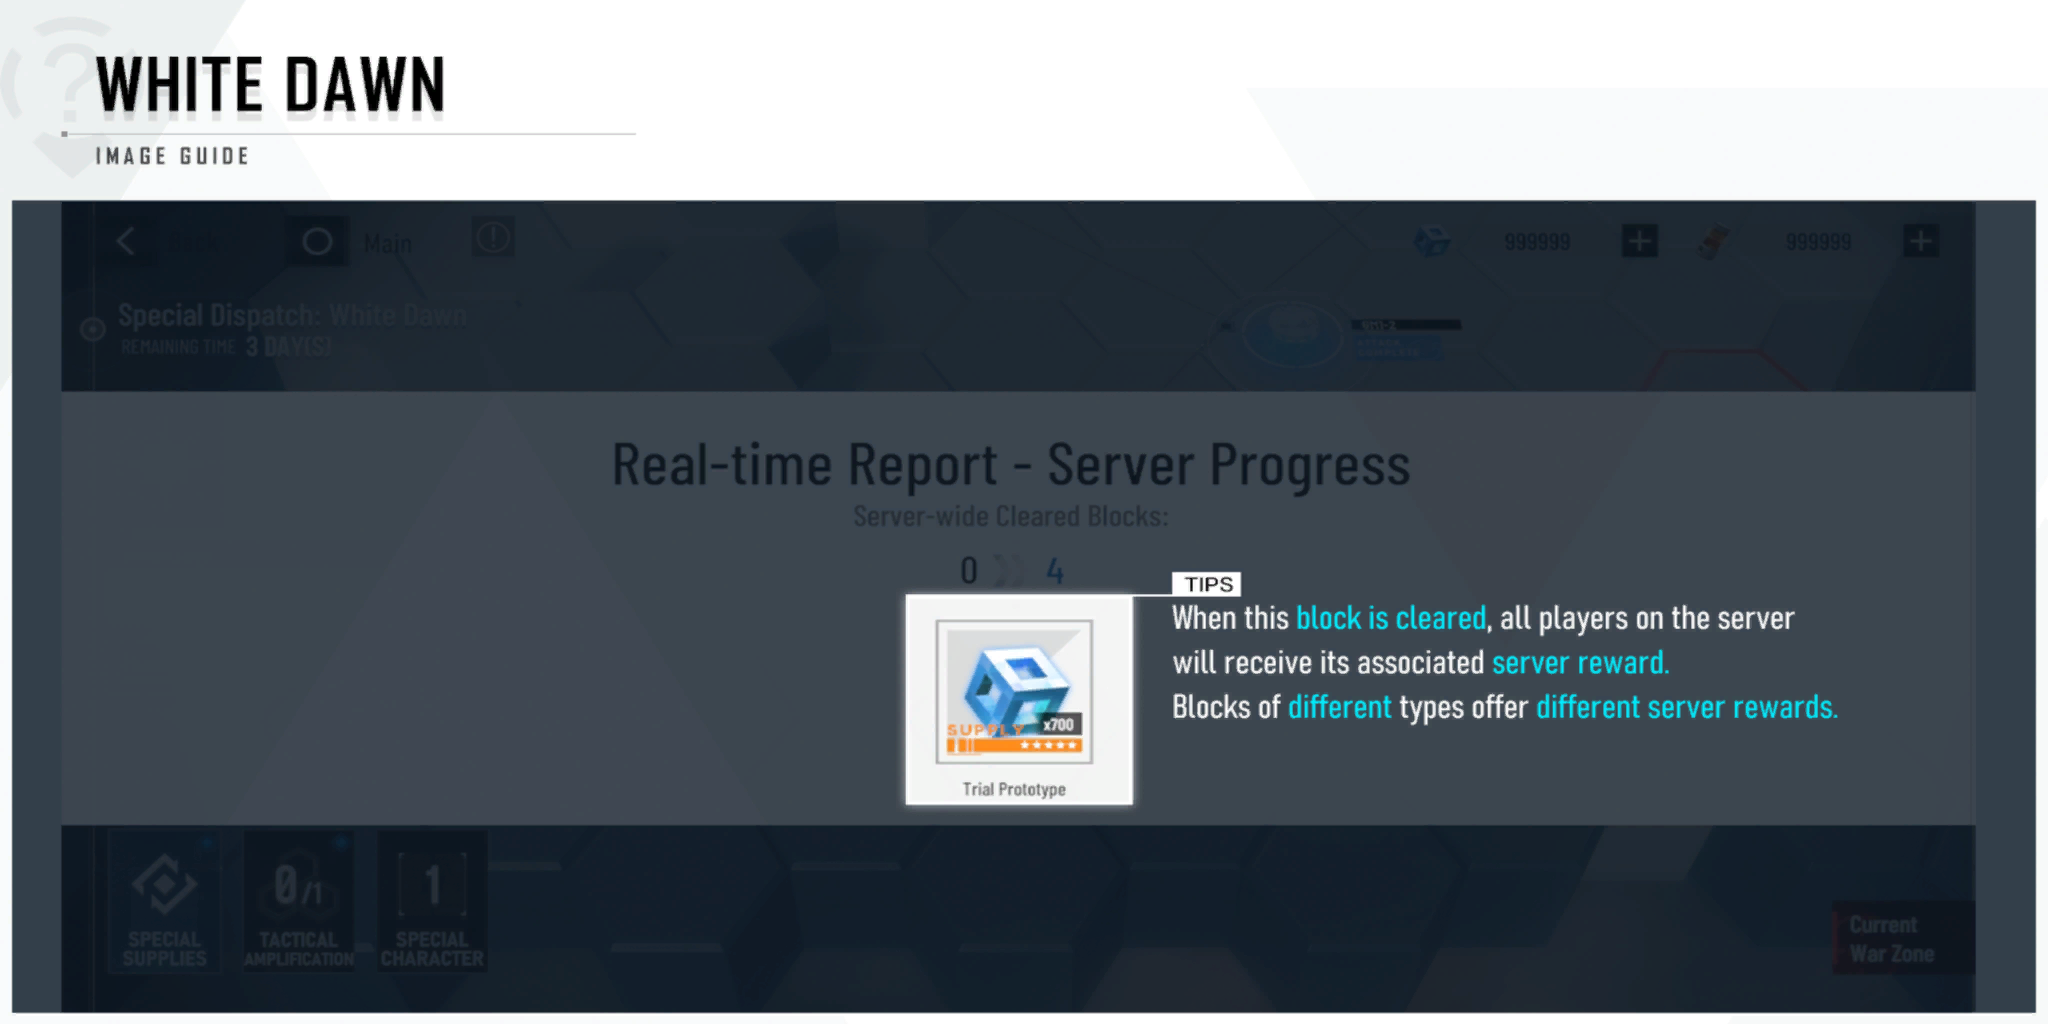 WHITE DAWN
IMAGE GUIDE
Back
Main
999999
999999
Special Dispatch: White Dawn
REMAINING TIME 3 DAY(S)
Real-time Report - Server Progress
Server-wide Cleared Blocks:
0 4
TIPS
When this block is cleared, all players on the server
will receive its associated server reward.
Blocks of different types offer different server rewards.
SUPPLY
x700
Trial Prototype
SPECIAL
SUPPLIES
0/1
TACTICAL
AMPLIFICATION
1
SPECIAL
CHARACTER
Current
War Zone